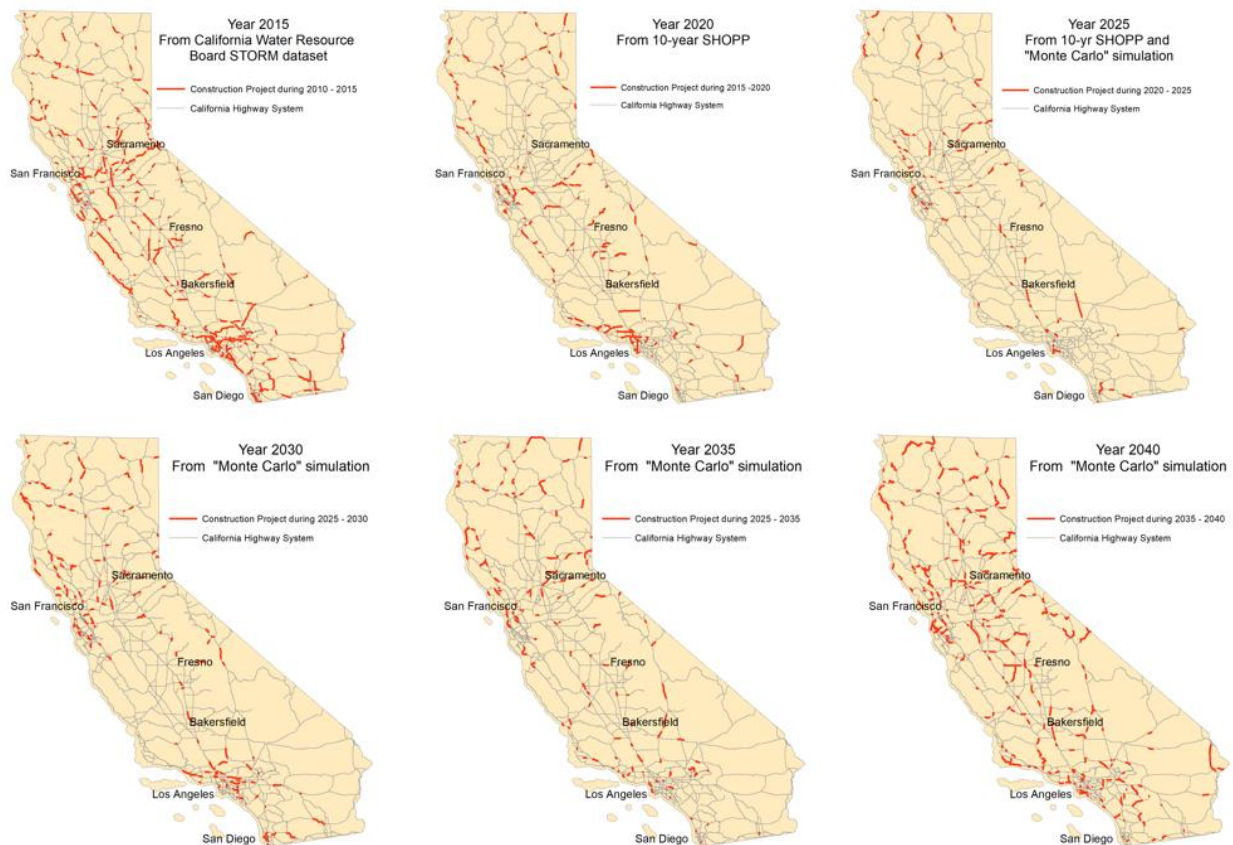 Year 2015
From California Water Resource
Board STORM dataset
Construction Project during 2010 - 2015
California Highway System
Sacramento
San Francisco
Fresno
Bakersfield
Los Angeles
San Diego
Year 2020
From 10-year SHOPP
Construction Project during 2015 -2020
California Highway System
Sacramento
San Francisco
Fresno
Bakersfield
Los Angeles
San Diego
Year 2025
From 10-yr SHOPP and
"Monte Carlo" simulation
Construction Project during 2020 - 2025
California Highway System
Sacramento
San Francisco
Fresno
Bakersfield
Los Angeles
San Diego
Year 2030
From "Monte Carlo" simulation
Construction Project during 2025 - 2030
California Highway System
Sacramento
San Francisco
Fresno
Bakersfield
Los Angeles
San Diego
Year 2035
From "Monte Carlo" simulation
Construction Project during 2025 - 2035
California Highway System
Sacramento
San Francisco
Fresno
Bakersfield
Los Angeles
San Diego
Year 2040
From "Monte Carlo" simulation
Construction Project during 2035 - 2040
California Highway System
Sacramento
San Francisco
Fresno
Bakersfield
Los Angeles
San Diego